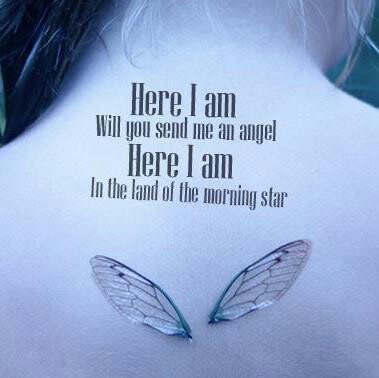 Here I am
Will you send me an angel
Here I am
In the land of the morning star